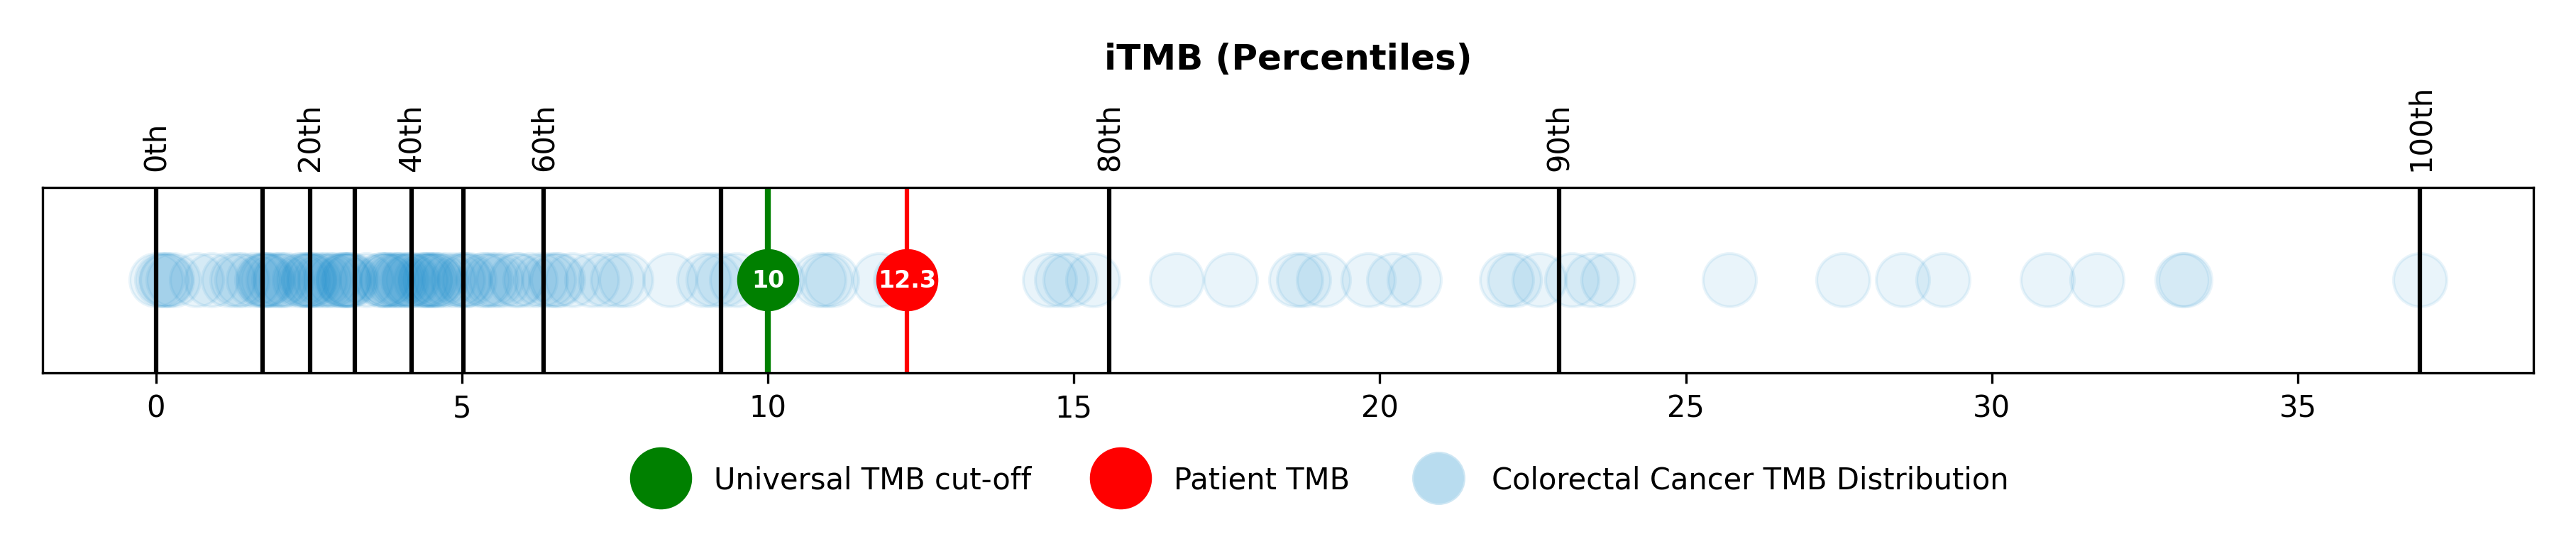 iTMB (Percentiles)
0th 20th 40th 60th 80th 90th 100th
10 12.3
0 5 10 15 20 25 30 35
Universal TMB cut-off Patient TMB Colorectal Cancer TMB Distribution